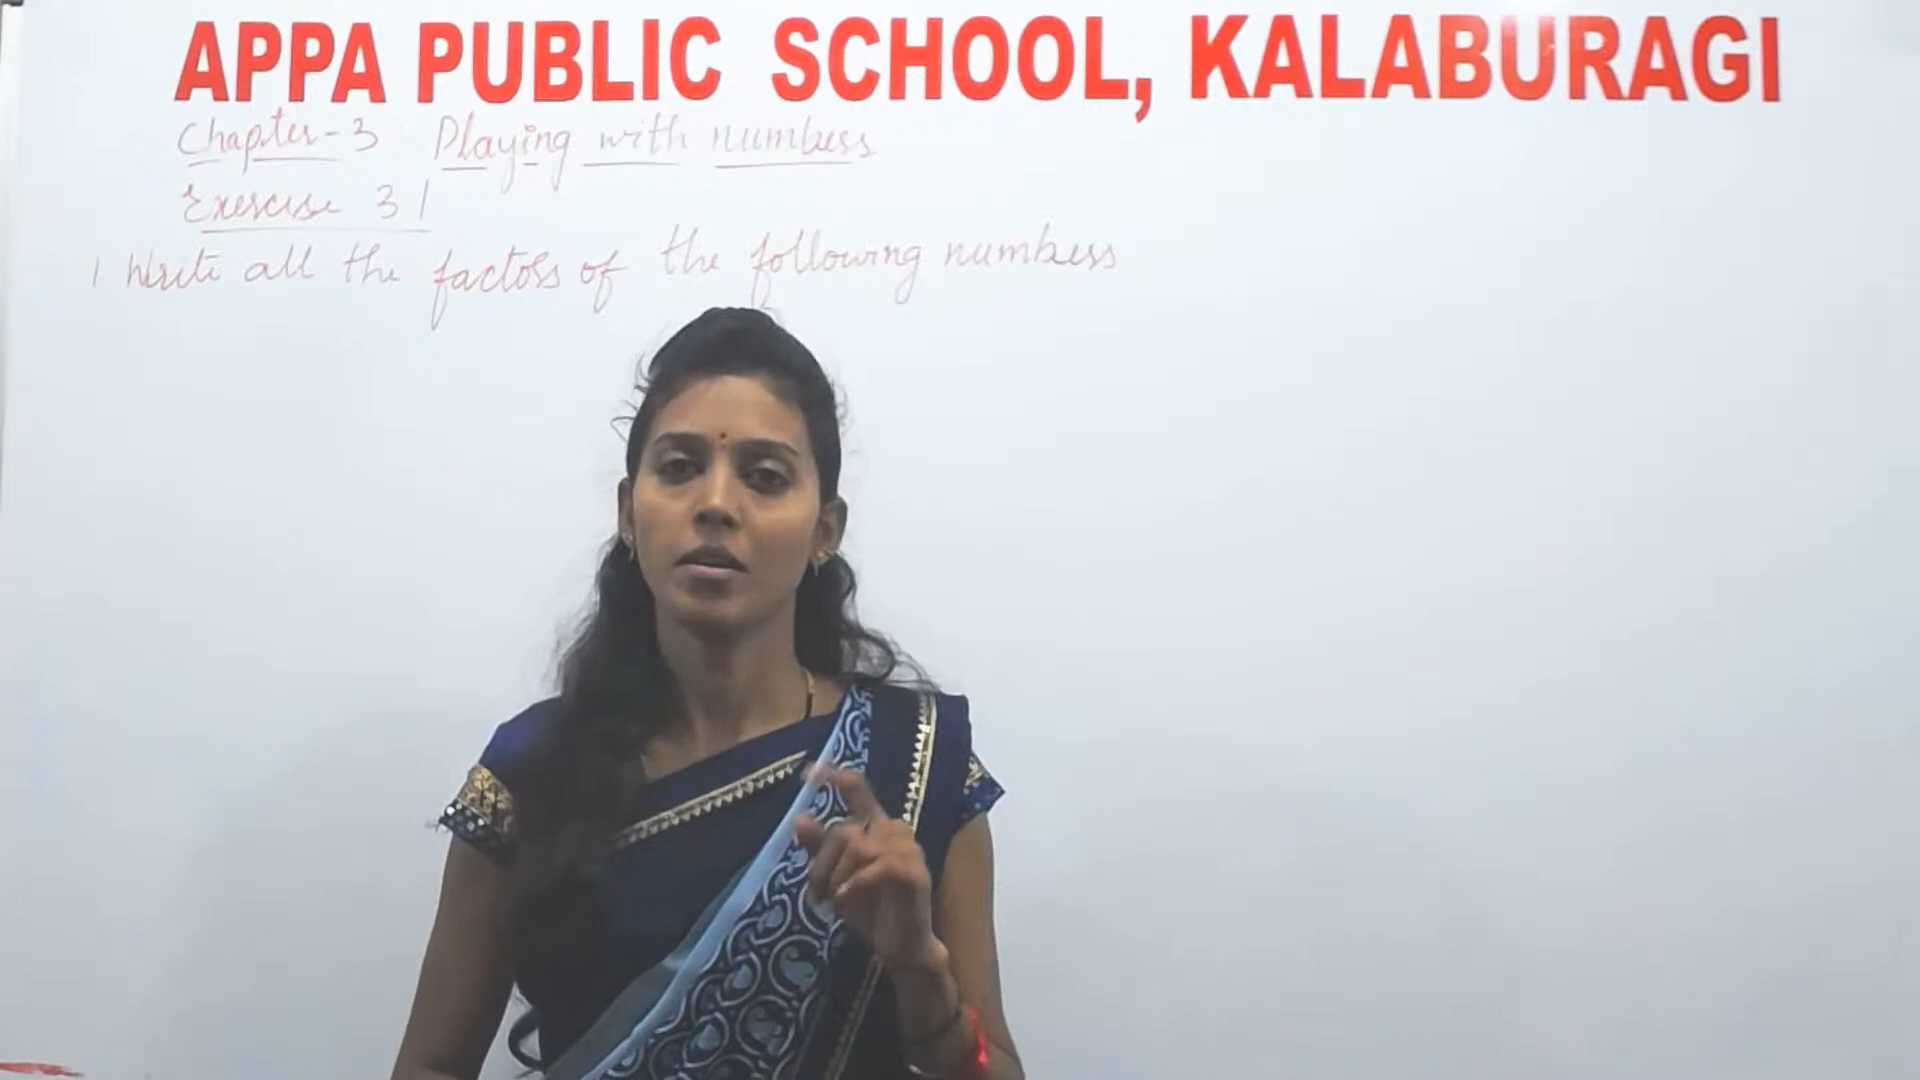 APPA PUBLIC SCHOOL, KALABURAGI
Chapter-3 Playing with numbers.
Exercise 3.1
1 Write all the factors of the following numbers